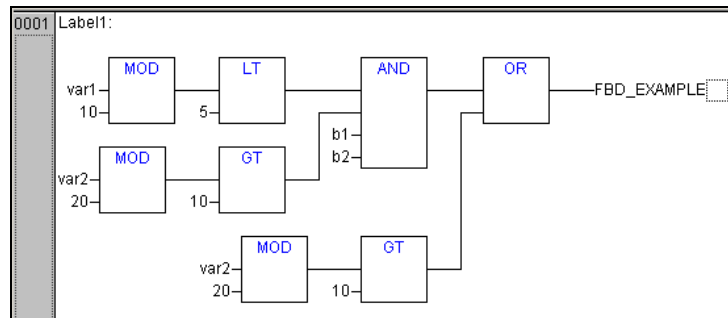 0001 Label1:
MOD LT AND OR
var1 FBD_EXAMPLE
10 5
b1
MOD GT b2
var2
20 10
MOD GT
var2
20 10